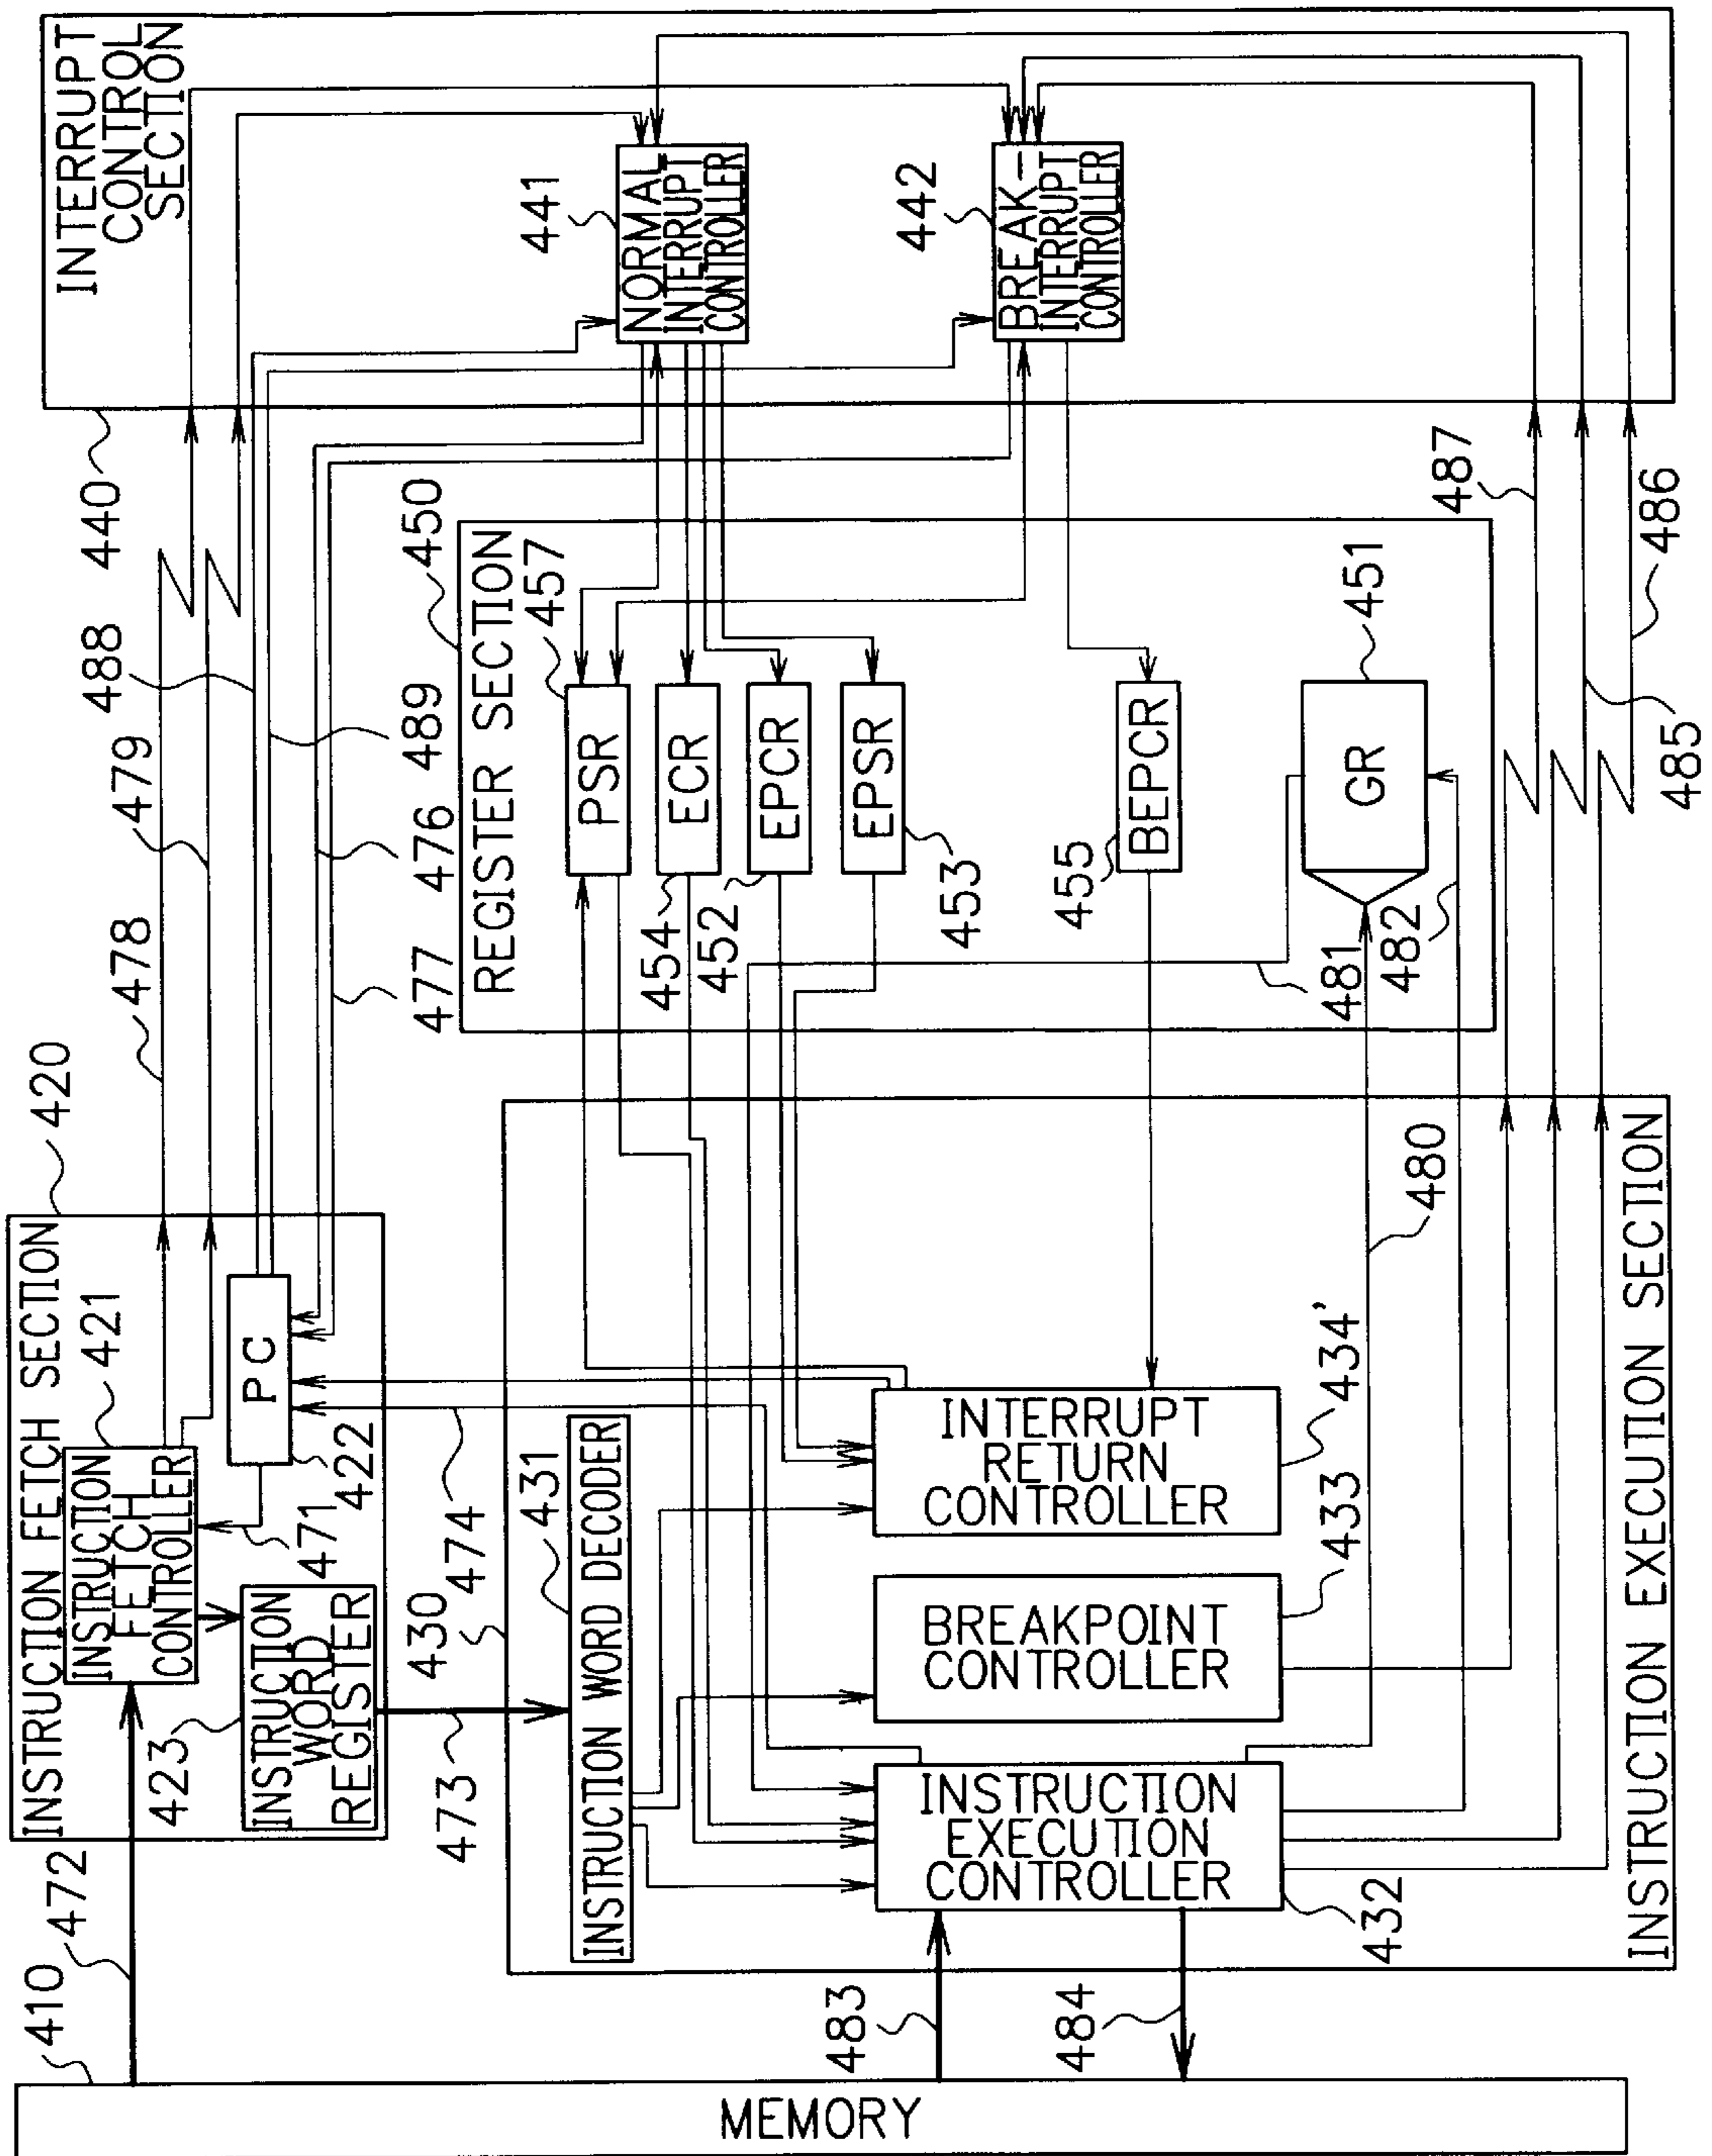 MEMORY
410
472
483
484
INSTRUCTION FETCH SECTION
420
INSTRUCTION
FETCH
CONTROLLER
421
PC
422
471
INSTRUCTION
WORD
REGISTER
423
473
474
430
INSTRUCTION WORD DECODER
431
INSTRUCTION
EXECUTION
CONTROLLER
432
BREAKPOINT
CONTROLLER
433
INTERRUPT
RETURN
CONTROLLER
434'
INSTRUCTION EXECUTION SECTION
480
478
479
488
489
476
477
REGISTER SECTION
450
PSR
457
ECR
454
EPCR
452
EPSR
453
BEPCR
455
GR
451
481
482
487
486
485
440
INTERRUPT
CONTROL
SECTION
NORMAL
INTERRUPT
CONTROLLER
441
BREAK-
INTERRUPT
CONTROLLER
442